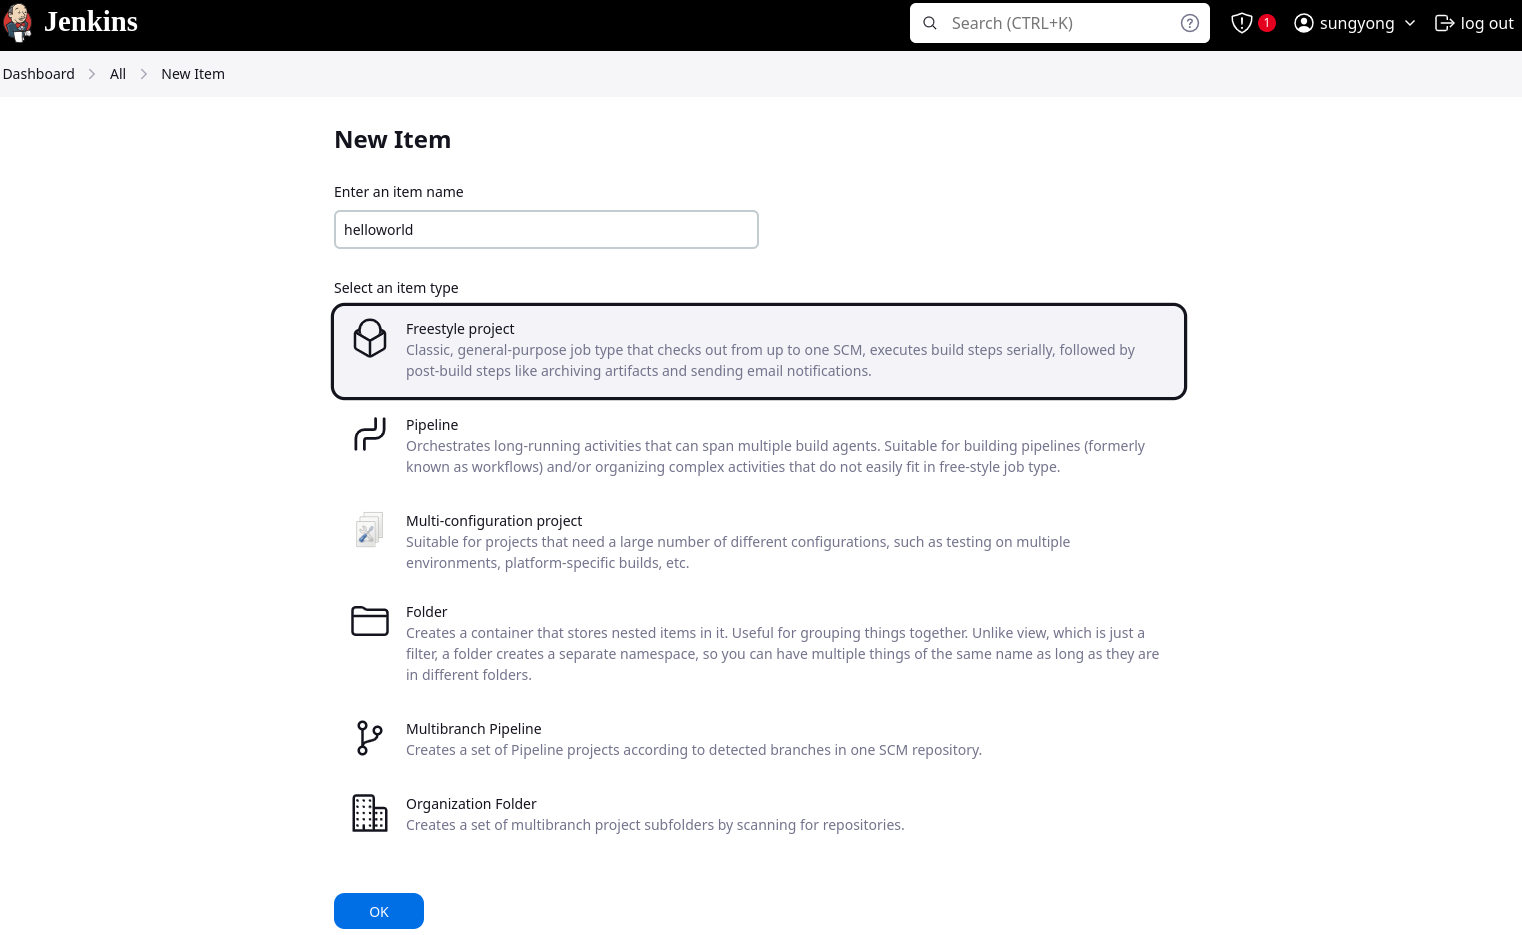 Jenkins
Search (CTRL+K)
1
sungyong
log out
Dashboard
All
New Item
New Item
Enter an item name
helloworld
Select an item type
Freestyle project
Classic, general-purpose job type that checks out from up to one SCM, executes build steps serially, followed by
post-build steps like archiving artifacts and sending email notifications.
Pipeline
Orchestrates long-running activities that can span multiple build agents. Suitable for building pipelines (formerly
known as workflows) and/or organizing complex activities that do not easily fit in free-style job type.
Multi-configuration project
Suitable for projects that need a large number of different configurations, such as testing on multiple
environments, platform-specific builds, etc.
Folder
Creates a container that stores nested items in it. Useful for grouping things together. Unlike view, which is just a
filter, a folder creates a separate namespace, so you can have multiple things of the same name as long as they are
in different folders.
Multibranch Pipeline
Creates a set of Pipeline projects according to detected branches in one SCM repository.
Organization Folder
Creates a set of multibranch project subfolders by scanning for repositories.
OK